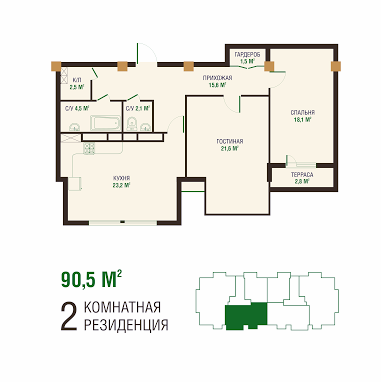 ГАРДЕРОБ
1,5 М²
К/П
2,5 М²
ПРИХОЖАЯ
15,6 М²
С/У 4,5 М²
С/У 2,1 М²
СПАЛЬНЯ
18,1 М²
ГОСТИНАЯ
21,6 М²
КУХНЯ
23,2 М²
ТЕРРАСА
2,8 М²
90,5 М²
2 КОМНАТНАЯ
РЕЗИДЕНЦИЯ